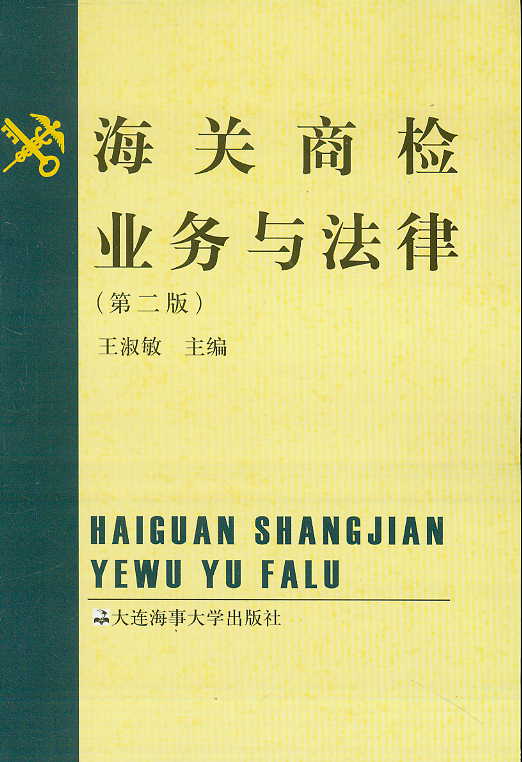 海关商检
业务与法律
(第二版)
王淑敏 主编
HAIGUAN SHANGJIAN
YEWU YU FALU
大连海事大学出版社